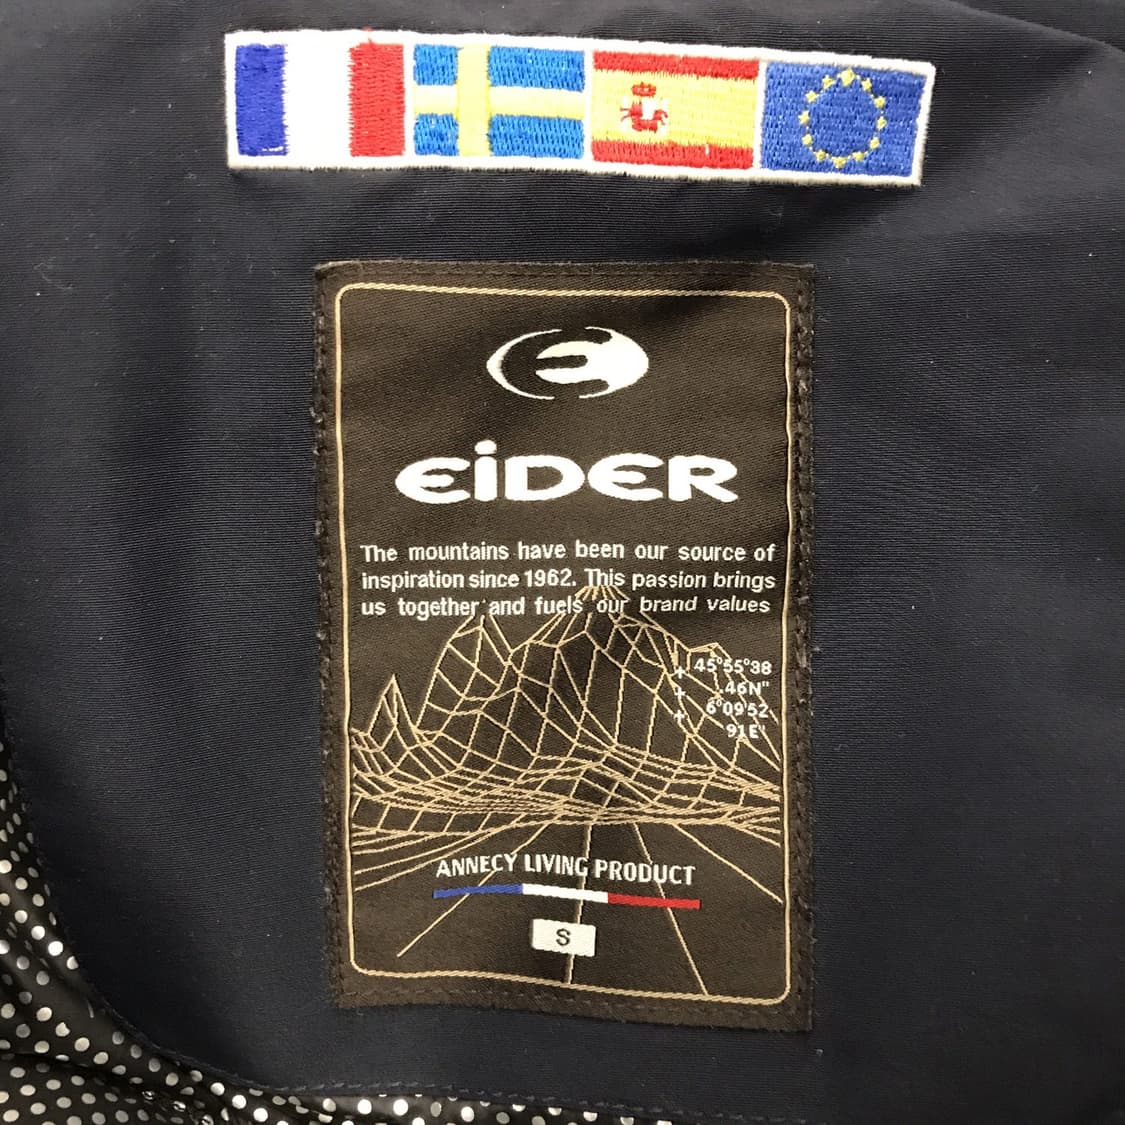 EiDER
The mountains have been our source of
inspiration since 1962. This passion brings
us together and fuels our brand values
45°55°38
.46N"
6°09'52
91E'
ANNECY LIVING PRODUCT
S